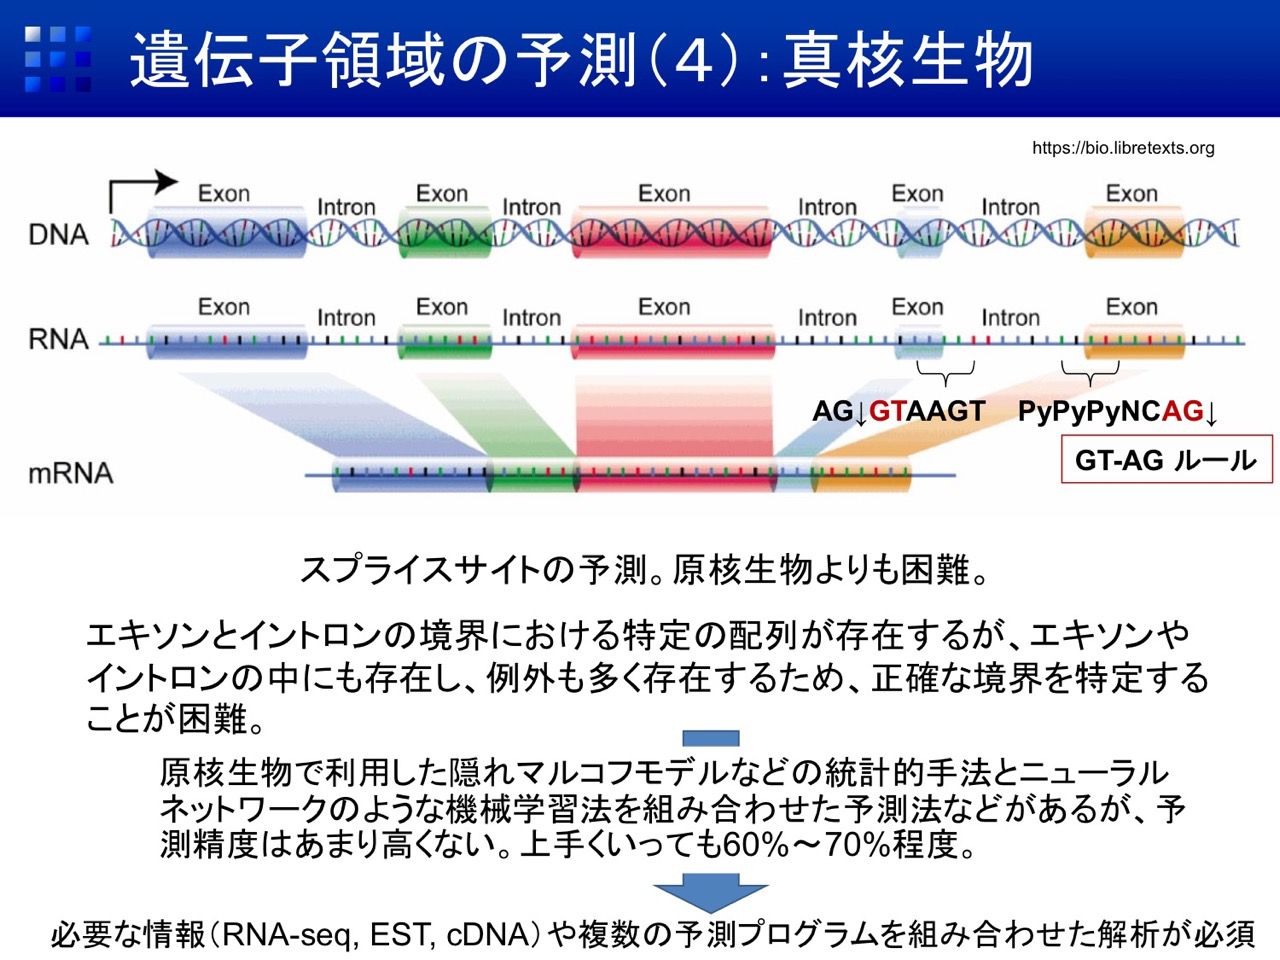 遺伝子領域の予測（４）：真核生物
https://bio.libretexts.org
Exon Intron Exon Intron Exon Intron Exon Intron Exon
DNA
Exon Intron Exon Intron Exon Intron Exon Intron Exon
RNA
AG↓GTAAGT PyPyPyNCAG↓
GT-AG ルール
mRNA
スプライスサイトの予測。原核生物よりも困難。
エキソンとイントロンの境界における特定の配列が存在するが、エキソンや
イントロンの中にも存在し、例外も多く存在するため、正確な境界を特定する
ことが困難。
原核生物で利用した隠れマルコフモデルなどの統計的手法とニューラル
ネットワークのような機械学習法を組み合わせた予測法などがあるが、予
測精度はあまり高くない。上手くいっても60%～70%程度。
必要な情報（RNA-seq, EST, cDNA）や複数の予測プログラムを組み合わせた解析が必須